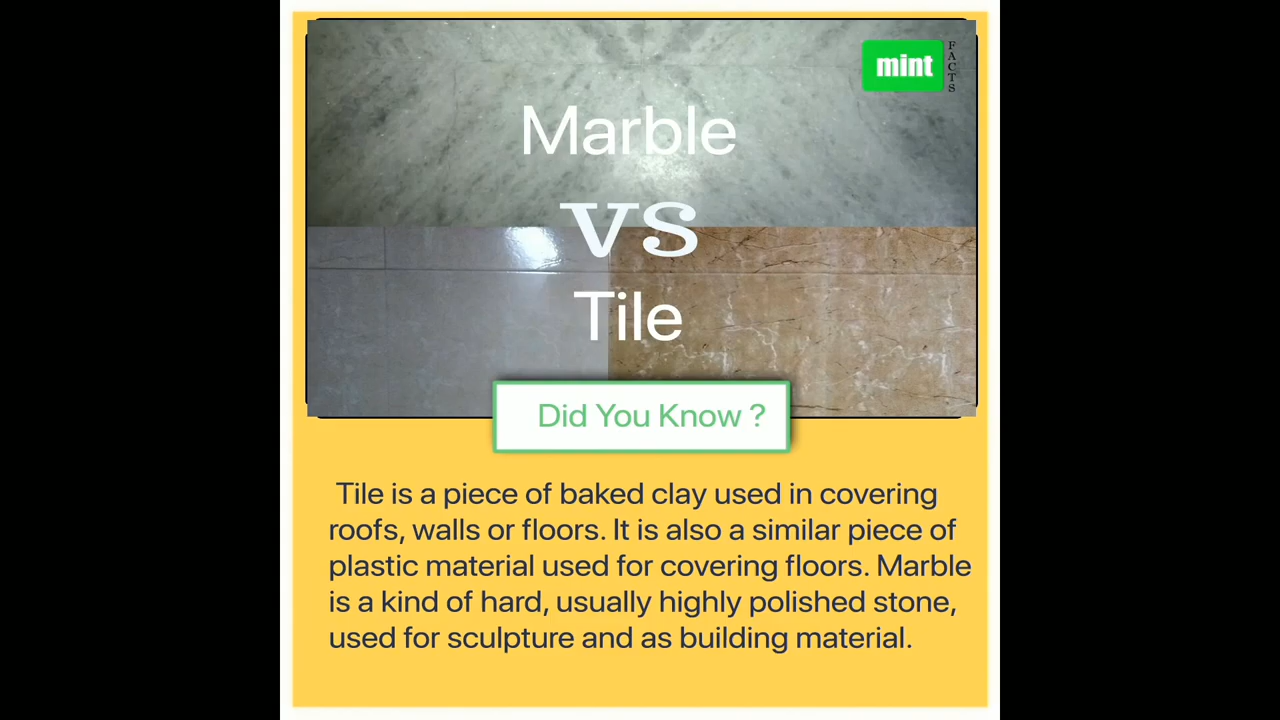 mint
FACTS
Marble
vs
Tile
Did You Know ?
Tile is a piece of baked clay used in covering
roofs, walls or floors. It is also a similar piece of
plastic material used for covering floors. Marble
is a kind of hard, usually highly polished stone,
used for sculpture and as building material.